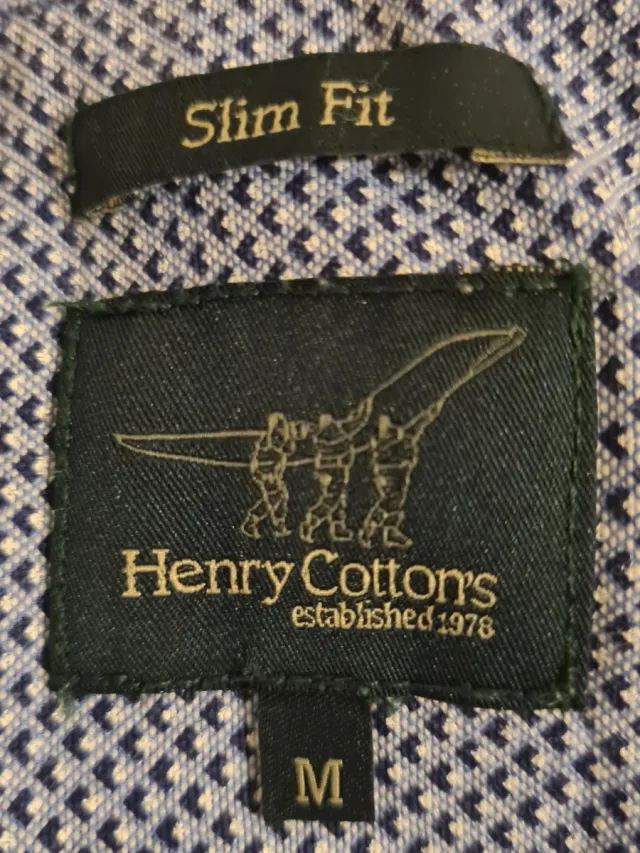 Slim Fit
Henry Cotton's
established 1978
M